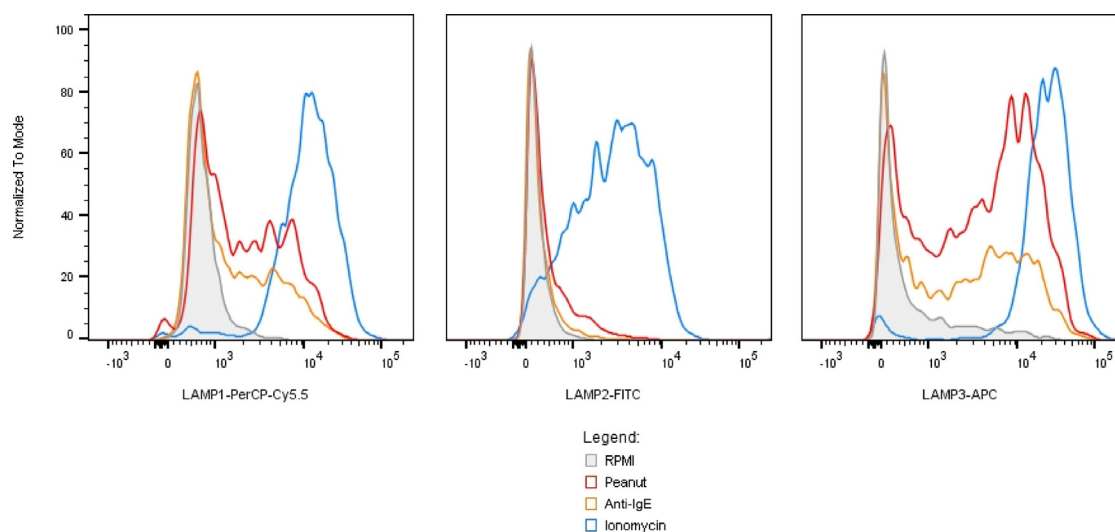 100
80
60
40
20
0
Normalized To Mode
-10³ 0 10³ 10⁴ 10⁵
-10³ 0 10³ 10⁴ 10⁵
-10³ 0 10³ 10⁴ 10⁵
LAMP1-PerCP-Cy5.5
LAMP2-FITC
LAMP3-APC
Legend:
RPMI
Peanut
Anti-IgE
Ionomycin